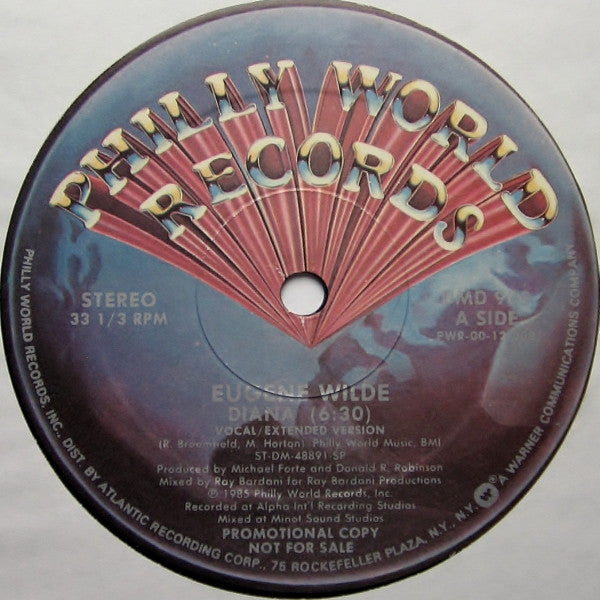 PHILLY WORLD
RECORDS
STEREO
33 1/3 RPM
A SIDE
EUGENE WILDE
DIANA (6:30)
VOCAL/EXTENDED VERSION
(R. Broomfield, M. Horton) Philly World Music, BMI
ST-DM-48891-SP
Produced by Michael Forte and Donald R. Robinson
Mixed by Ray Bardani for Ray Bardani Productions
℗ 1985 Philly World Records, Inc.
Recorded at Alpha Int'l Recording Studios
Mixed at Minot Sound Studios
PROMOTIONAL COPY
NOT FOR SALE
PHILLY WORLD RECORDS, INC., DIST. BY ATLANTIC RECORDING CORP., 75 ROCKEFELLER PLAZA, N.Y., N.Y. W A WARNER COMMUNICATIONS COMPANY